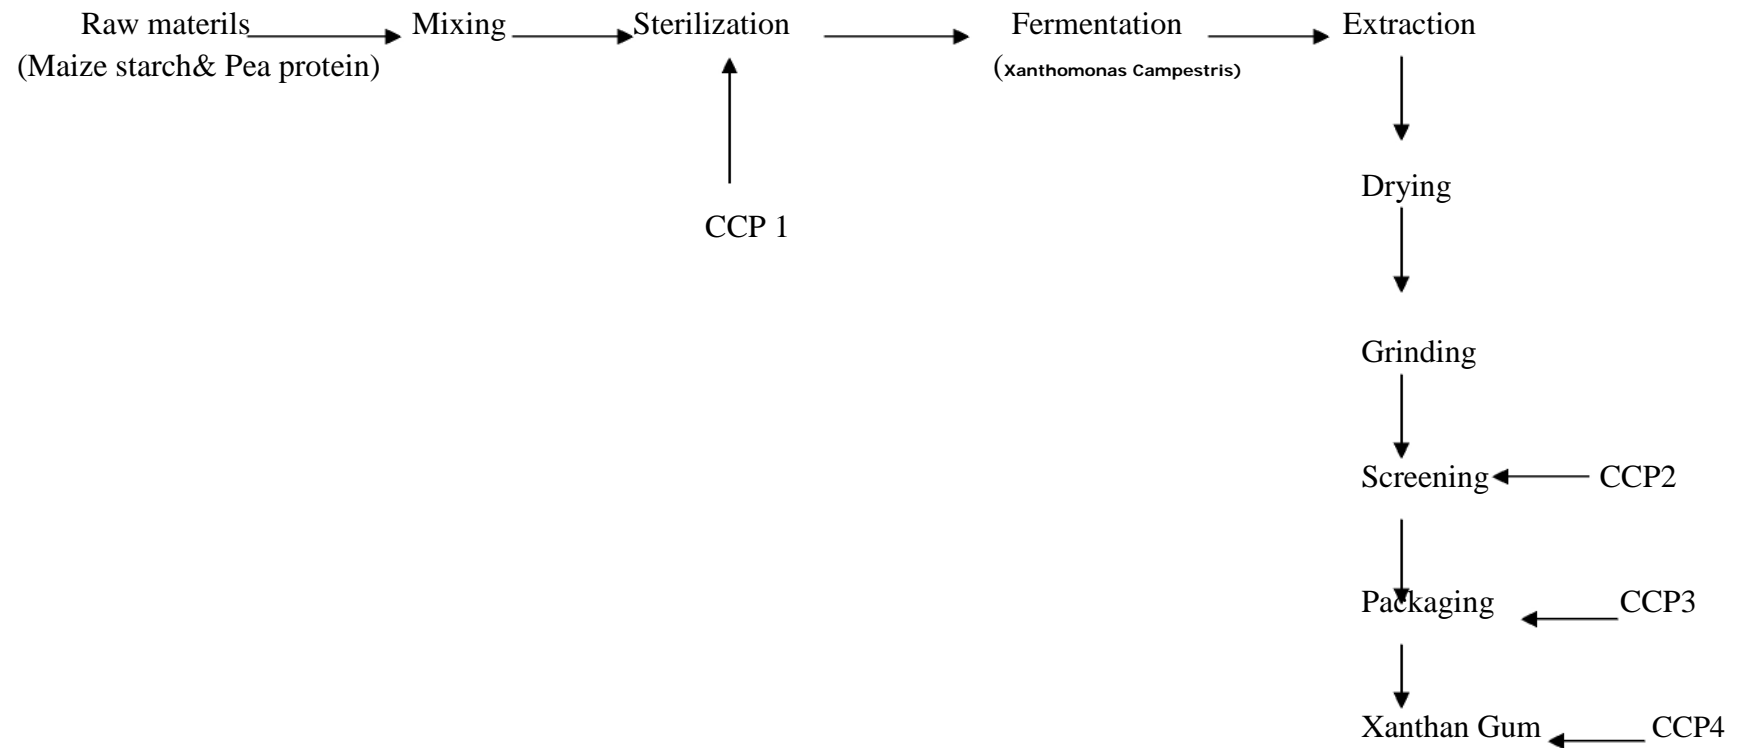 Raw materils Mixing Sterilization Fermentation Extraction
(Maize starch& Pea protein) (Xanthomonas Campestris)
Drying
CCP 1
Grinding
Screening CCP2
Packaging CCP3
Xanthan Gum CCP4